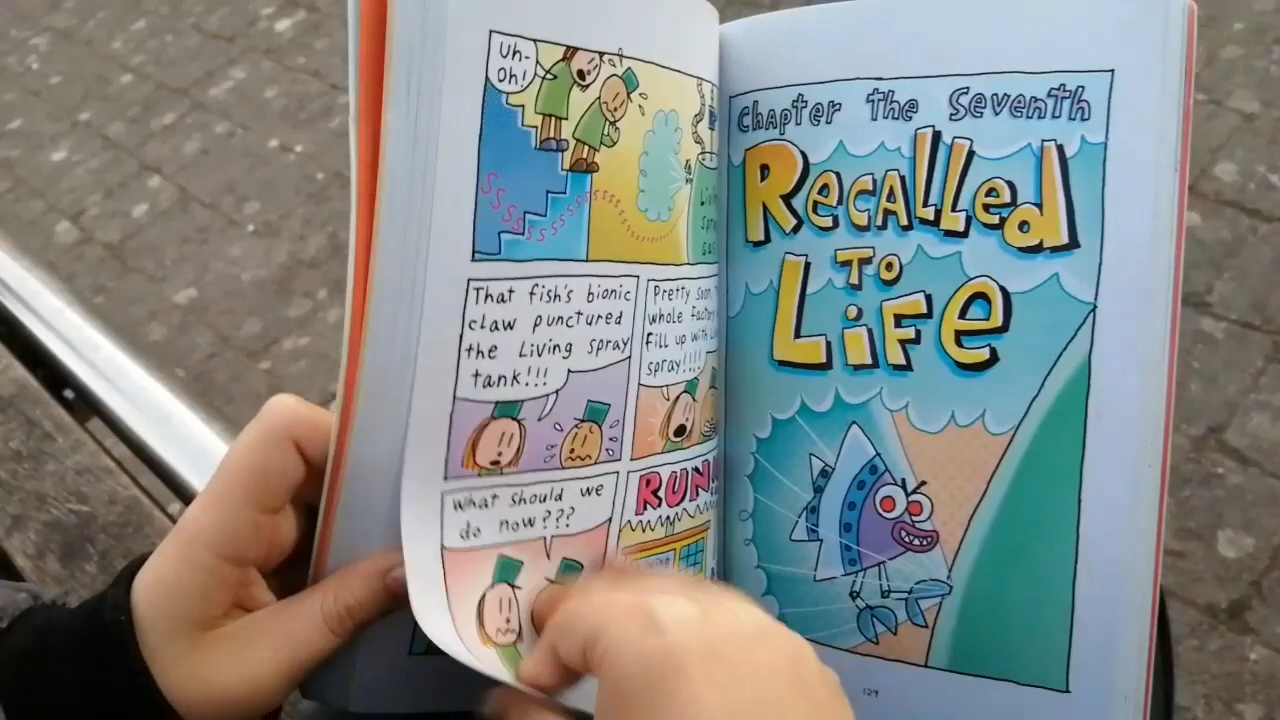 Uh-
Oh!
That fish's bionic
claw punctured
the Living spray
tank!!!
Pretty soon
whole factory
fill up with
spray!!!!
What should we
do now???
RUN
Chapter the Seventh
Recalled
To
Life
129